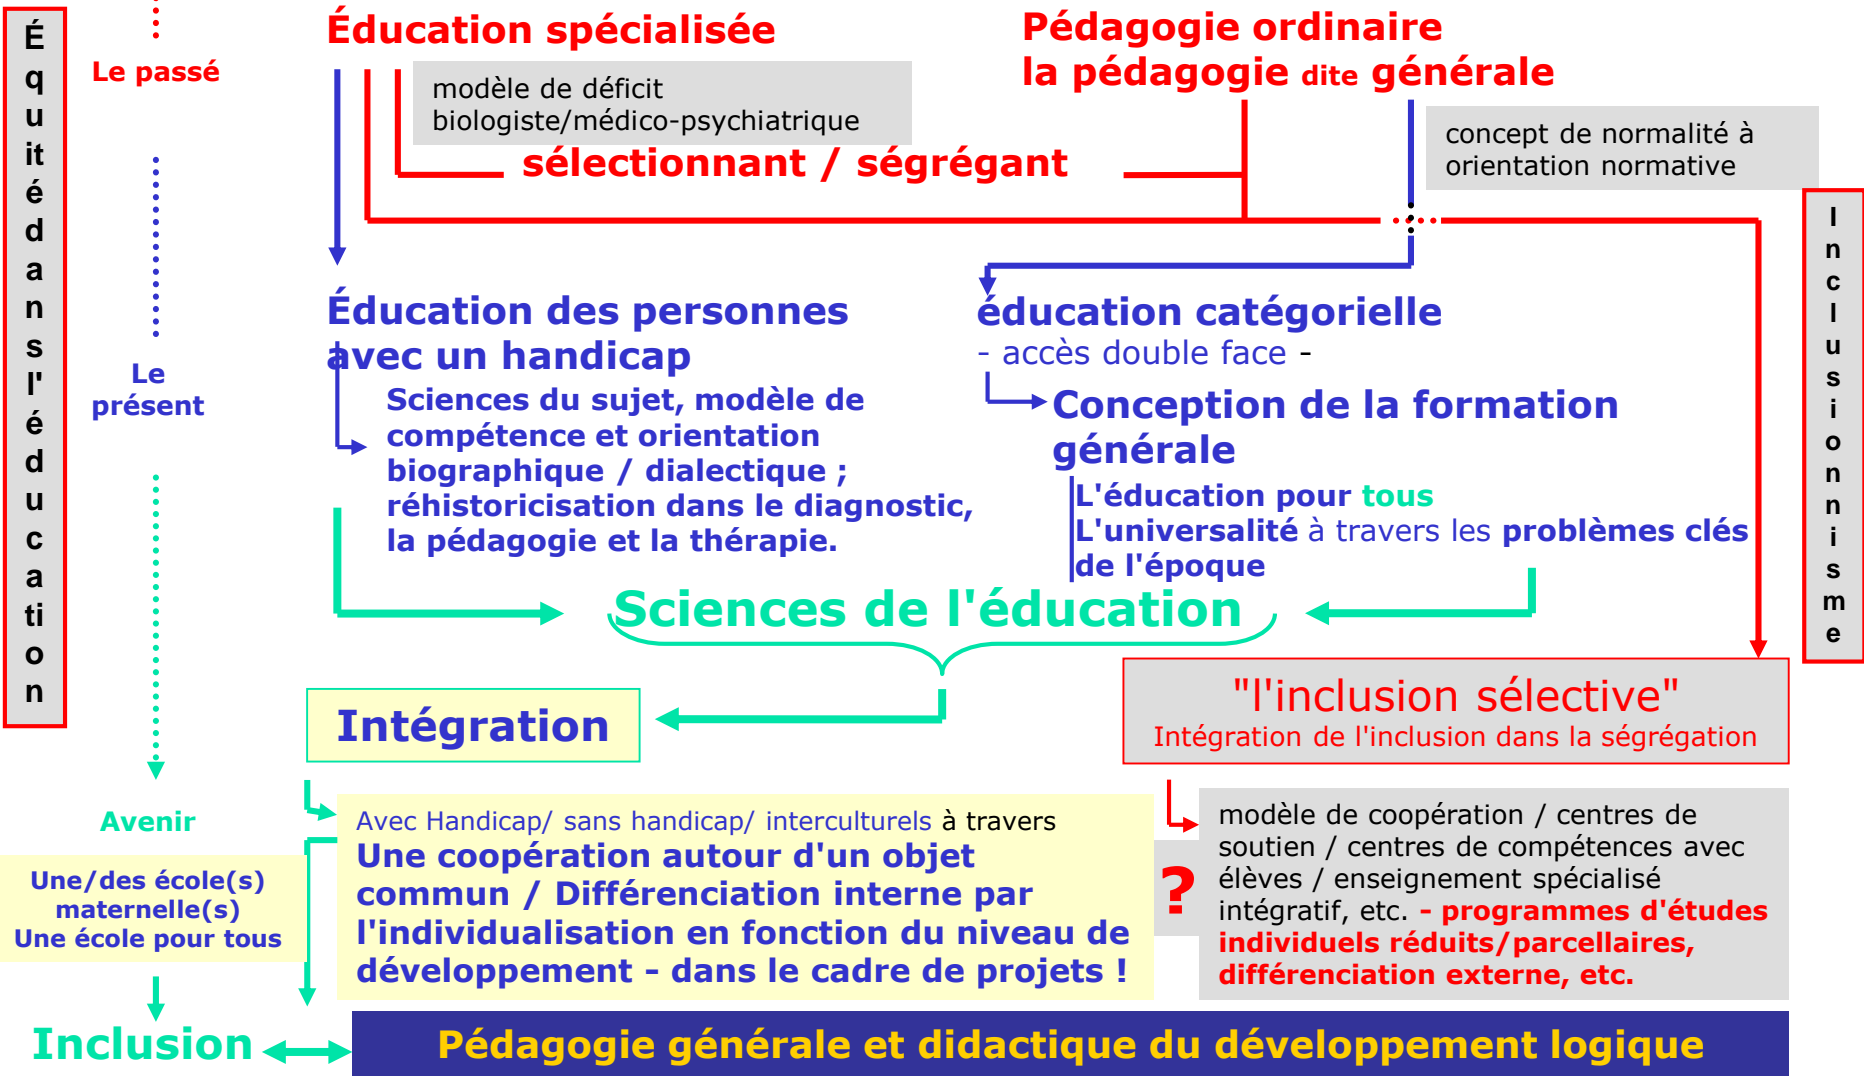 Équité dans l'éducation
Le passé
Éducation spécialisée
modèle de déficit
biologiste/médico-psychiatrique
sélectionnant / ségrégant
Pédagogie ordinaire
la pédagogie dite générale
concept de normalité à
orientation normative
Inclusionnisme
Le
présent
Éducation des personnes
avec un handicap
Sciences du sujet, modèle de
compétence et orientation
biographique / dialectique ;
réhistoricisation dans le diagnostic,
la pédagogie et la thérapie.
éducation catégorielle
- accès double face -
Conception de la formation
générale
L'éducation pour tous
L'universalité à travers les problèmes clés
de l'époque
Sciences de l'éducation
Intégration
"l'inclusion sélective"
Intégration de l'inclusion dans la ségrégation
Avenir
Une/des école(s)
maternelle(s)
Une école pour tous
Avec Handicap/ sans handicap/ interculturels à travers
Une coopération autour d'un objet
commun / Différenciation interne par
l'individualisation en fonction du niveau de
développement - dans le cadre de projets !
?
modèle de coopération / centres de
soutien / centres de compétences avec
élèves / enseignement spécialisé
intégratif, etc. - programmes d'études
individuels réduits/parcellaires,
différenciation externe, etc.
Inclusion
Pédagogie générale et didactique du développement logique